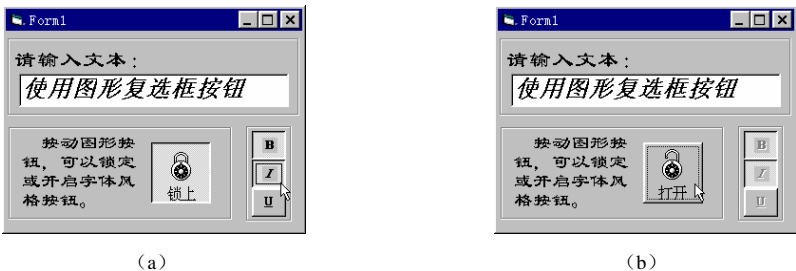 Form1
请输入文本：
使用图形复选框按钮
按动图形按
钮，可以锁定
或开启字体风
格按钮。
锁上
B
I
U
（a）
Form1
请输入文本：
使用图形复选框按钮
按动图形按
钮，可以锁定
或开启字体风
格按钮。
打开
B
I
U
（b）